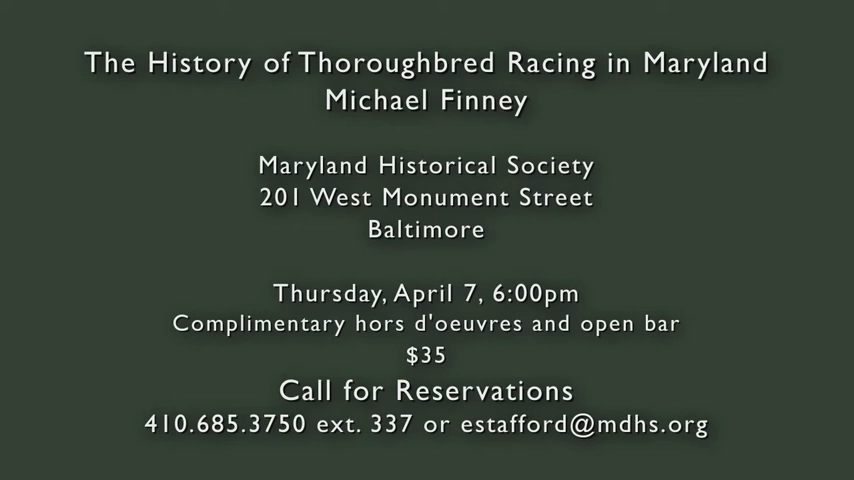 The History of Thoroughbred Racing in Maryland
Michael Finney
Maryland Historical Society
201 West Monument Street
Baltimore
Thursday, April 7, 6:00pm
Complimentary hors d'oeuvres and open bar
$35
Call for Reservations
410.685.3750 ext. 337 or estafford@mdhs.org